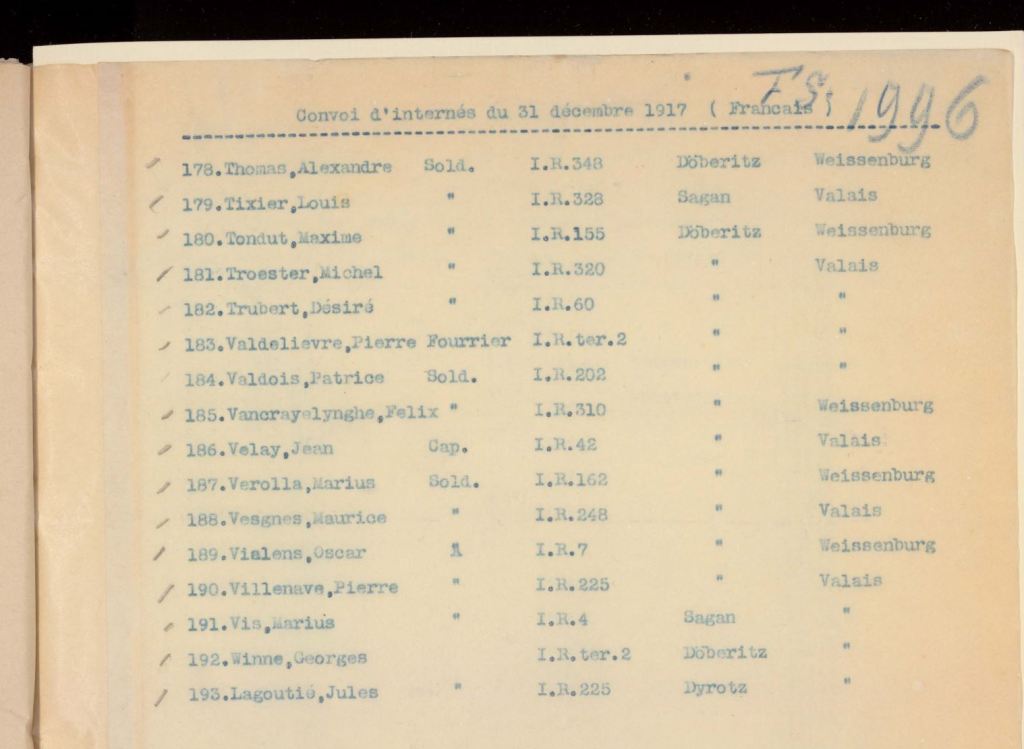 FS: 1996
Convoi d'internés du 31 décembre 1917 ( Francais )
178.Thomas,Alexandre Sold. I.R.348 Döberitz Weissenburg
179.Tixier,Louis " I.R.328 Sagan Valais
180.Tondut,Maxime " I.R.155 Döberitz Weissenburg
181.Troester,Michel " I.R.320 " Valais
182.Trubert,Désiré " I.R.60 " "
183.Valdelievre,Pierre Fourrier I.R.ter.2 " "
184.Valdois,Patrice Sold. I.R.202 " "
185.Vancrayelynghe,Felix " I.R.310 " Weissenburg
186.Velay,Jean Cap. I.R.42 " Valais
187.Verolla,Marius Sold. I.R.162 " Weissenburg
188.Vesgnes,Maurice " I.R.248 " Valais
189.Vialens,Oscar " I.R.7 " Weissenburg
190.Villenave,Pierre " I.R.225 " Valais
191.Vis,Marius " I.R.4 Sagan "
192.Winne,Georges I.R.ter.2 Döberitz "
193.Lagoutié,Jules " I.R.225 Dyrotz "